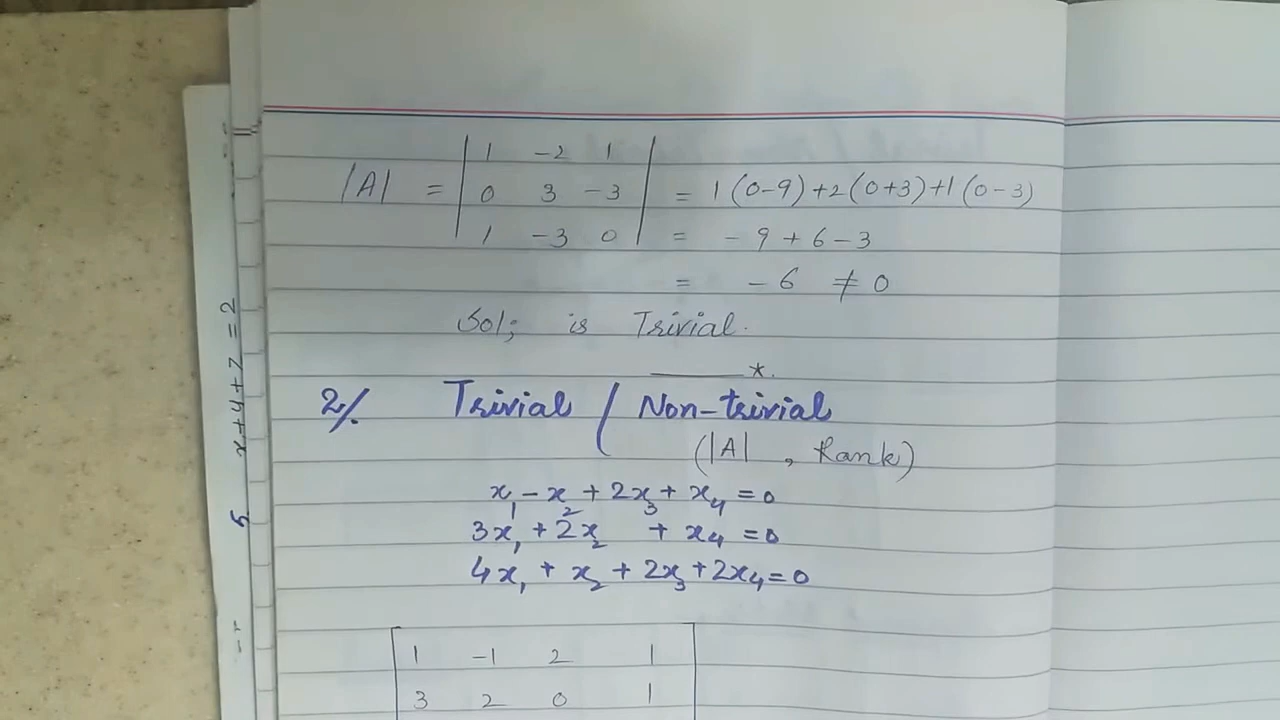 |A| = | 1 -2 1 |
| 0 3 -3 | = 1(0-9)+2(0+3)+1(0-3)
| 1 -3 0 | = -9+6-3
= -6 ≠ 0
Sol; is Trivial.
*.
2/. Trivial / Non-trivial
(|A| , Rank)
x₁ - x₂ + 2x₃ + x₄ = 0
3x₁ + 2x₂ + x₄ = 0
4x₁ + x₂ + 2x₃ + 2x₄ = 0
1 -1 2 1
3 2 0 1
5 x+y+z=2